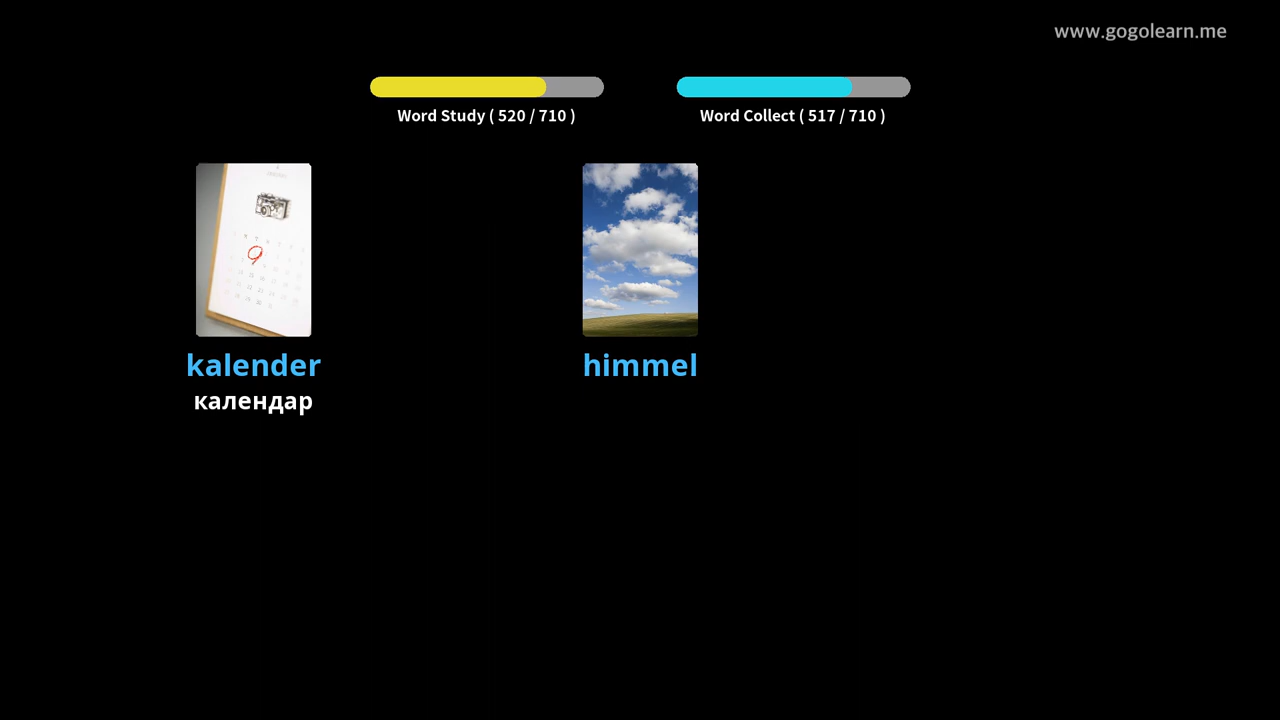 www.gogolearn.me
Word Study ( 520 / 710 )
Word Collect ( 517 / 710 )
kalender
календар
himmel